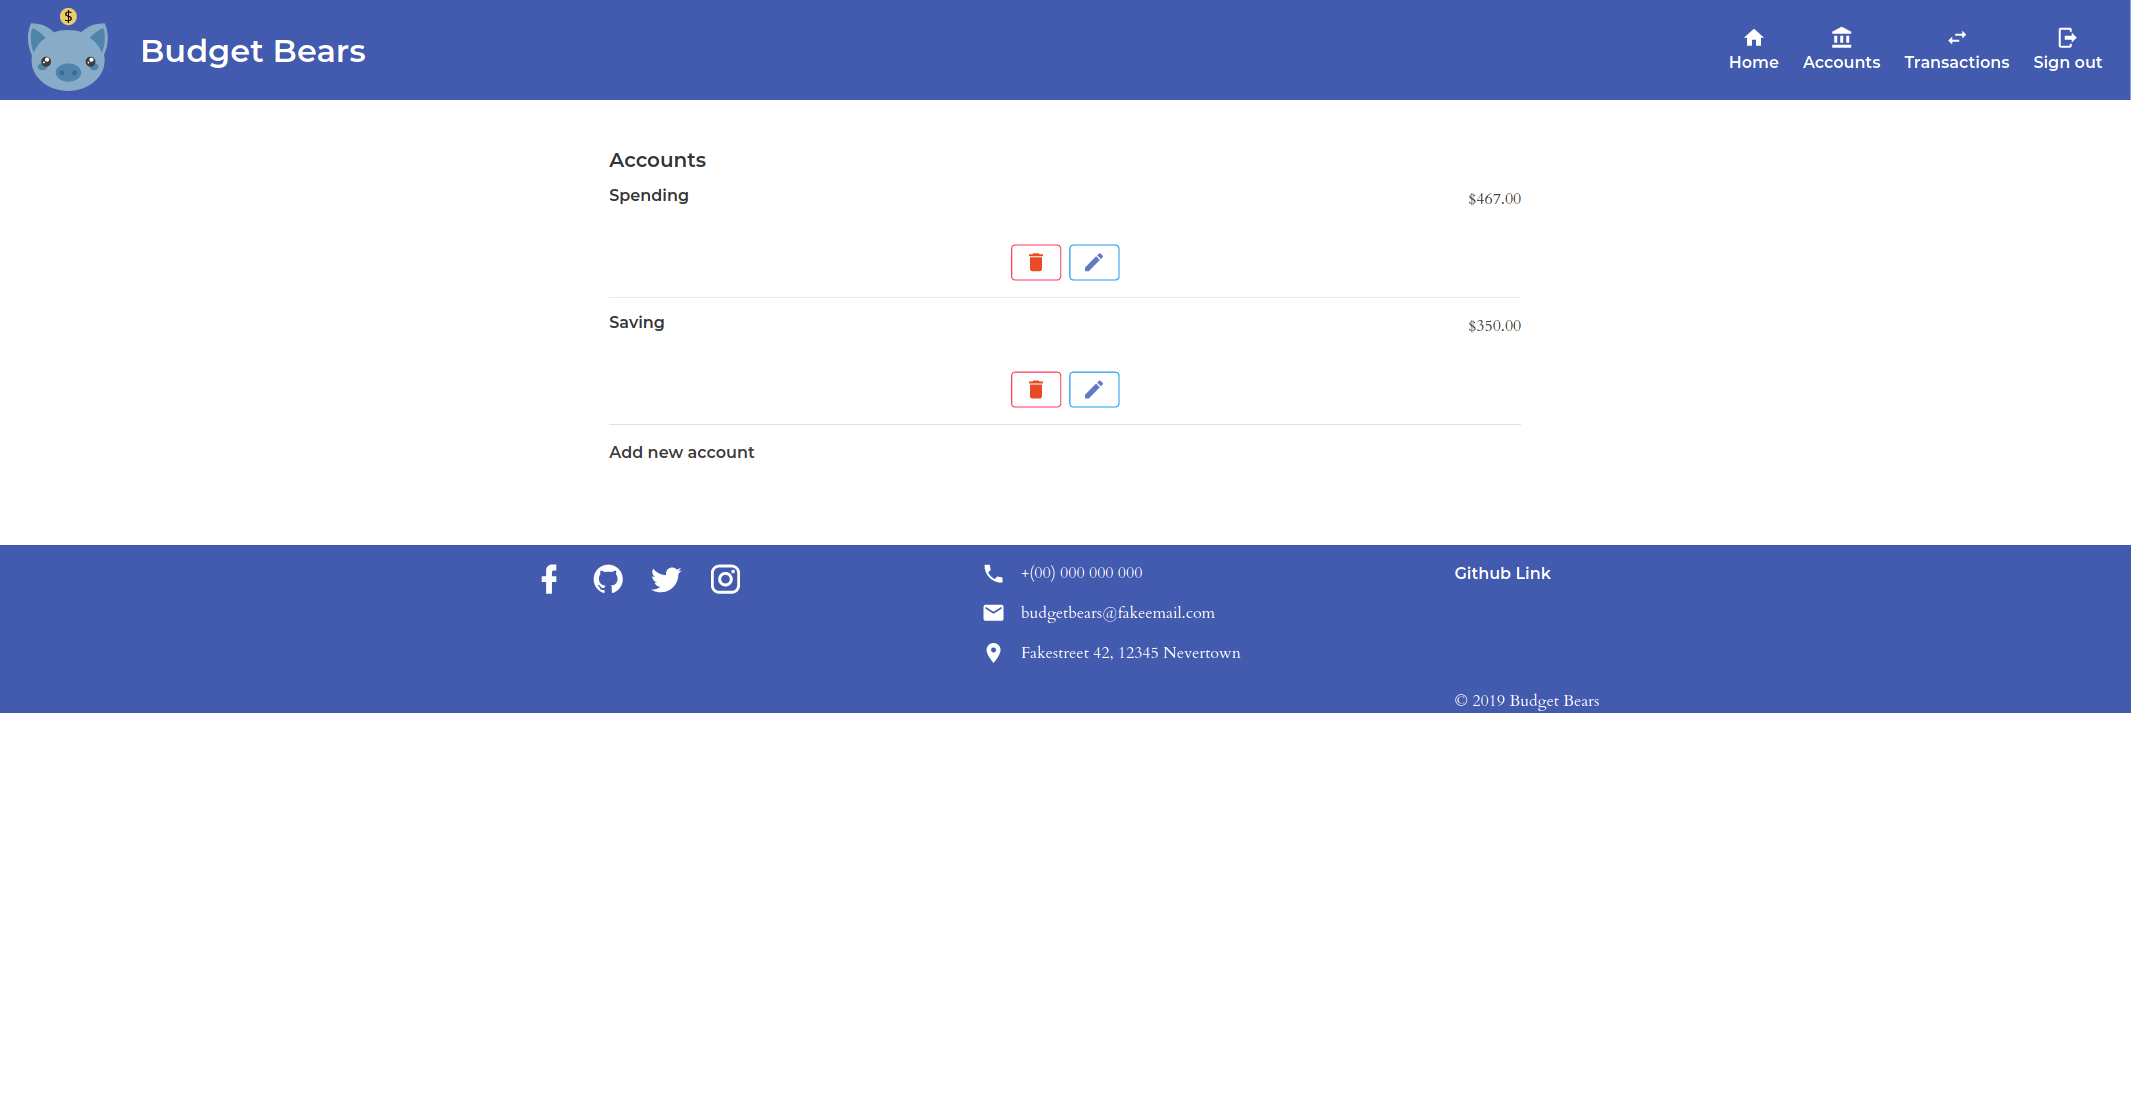 $
Budget Bears
Home
Accounts
Transactions
Sign out
Accounts
Spending
$467.00
Saving
$350.00
Add new account
+(00) 000 000 000
budgetbears@fakeemail.com
Fakestreet 42, 12345 Nevertown
Github Link
© 2019 Budget Bears